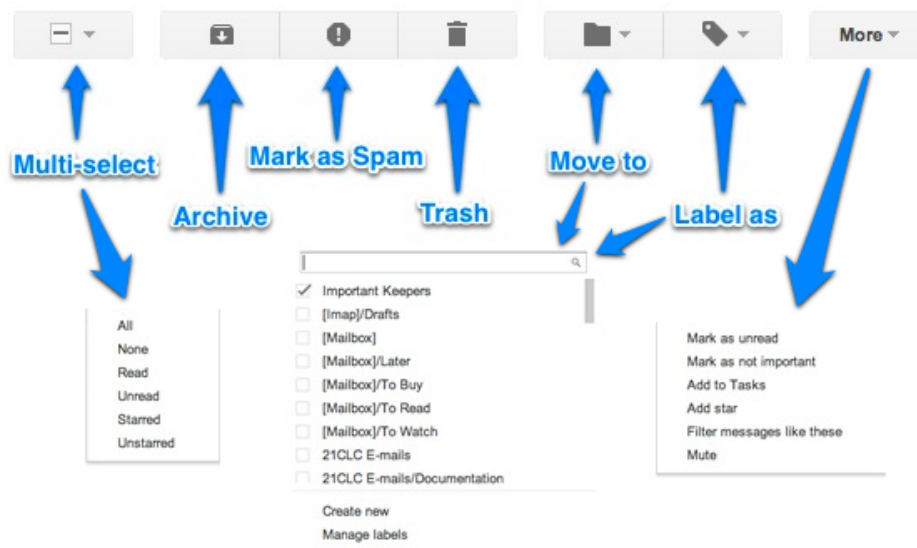 More
Multi-select
Mark as Spam
Move to
Archive
Trash
Label as
All
None
Read
Unread
Starred
Unstarred
Important Keepers
[Imap]/Drafts
[Mailbox]
[Mailbox]/Later
[Mailbox]/To Buy
[Mailbox]/To Read
[Mailbox]/To Watch
21CLC E-mails
21CLC E-mails/Documentation
Create new
Manage labels
Mark as unread
Mark as not important
Add to Tasks
Add star
Filter messages like these
Mute